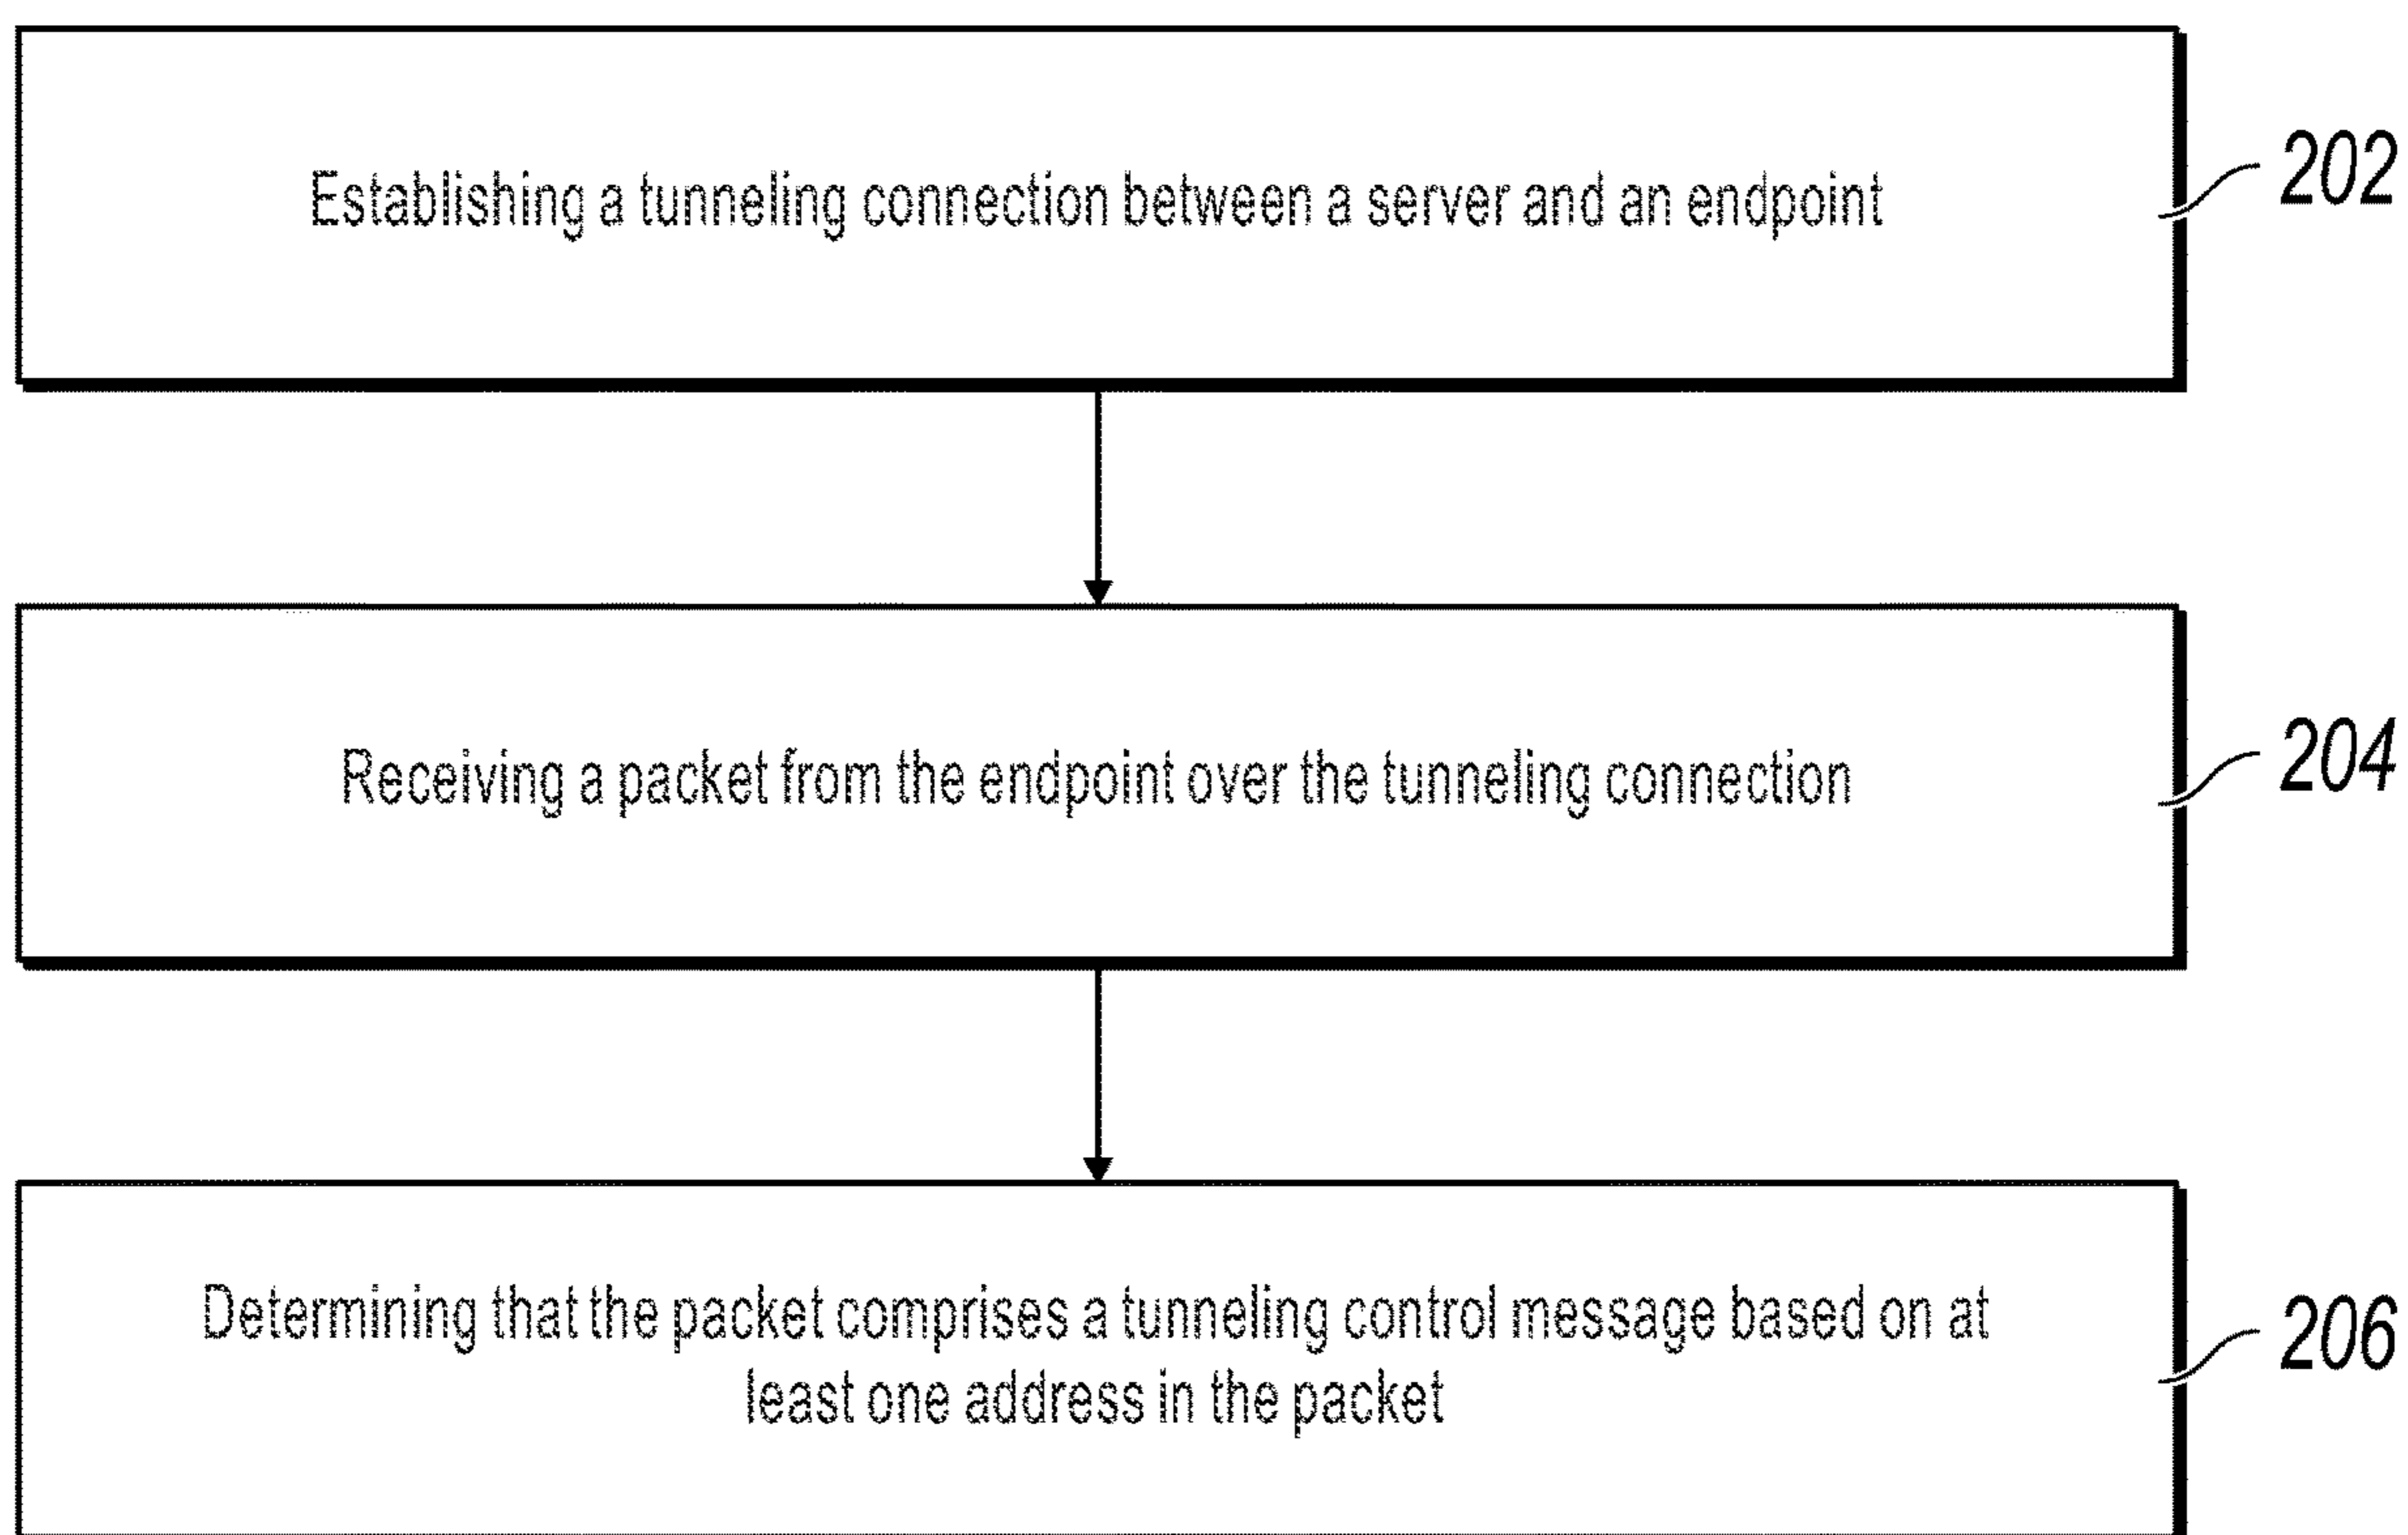 Establishing a tunneling connection between a server and an endpoint
202
Receiving a packet from the endpoint over the tunneling connection
204
Determining that the packet comprises a tunneling control message based on at
least one address in the packet
206